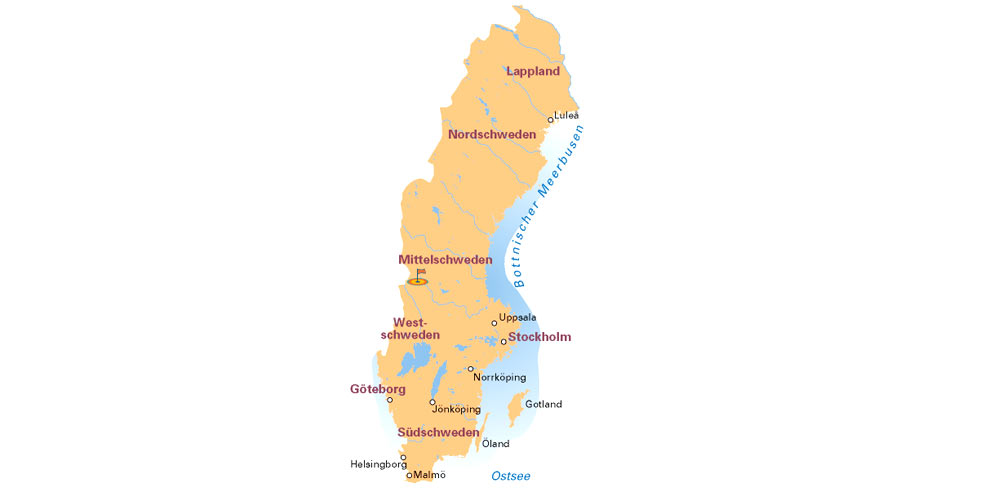 Lappland
Luleå
Nordschweden
Bottnischer Meerbusen
Mittelschweden
Uppsala
West-
schweden
Stockholm
Norrköping
Göteborg
Jönköping
Gotland
Südschweden
Öland
Helsingborg
Malmö
Ostsee